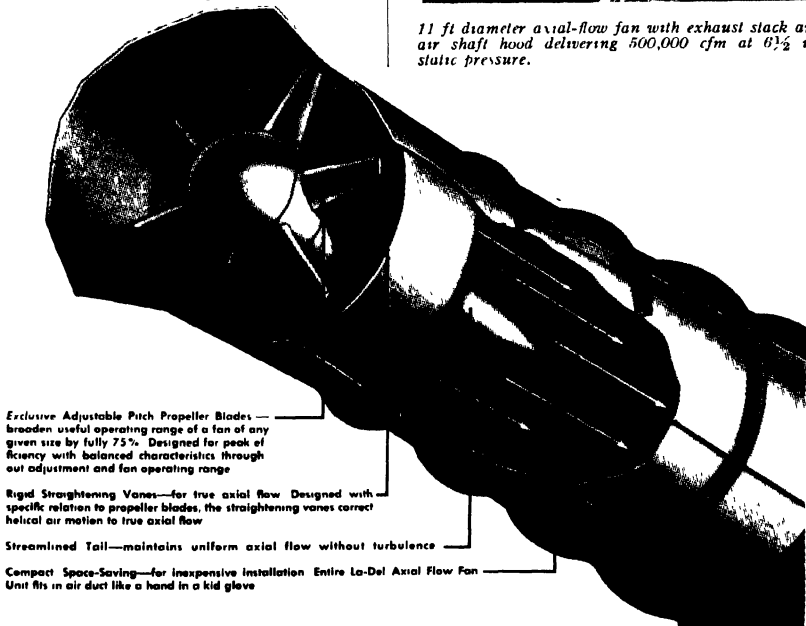 11 ft diameter axial-flow fan with exhaust stack
air shaft hood delivering 500,000 cfm at 6½
static pressure.
Exclusive Adjustable Pitch Propeller Blades —
broaden useful operating range of a fan of any
given size by fully 75% Designed for peak ef
ficiency with balanced characteristics through
out adjustment and fan operating range
Rigid Straightening Vanes—for true axial flow Designed with
specific relation to propeller blades, the straightening vanes correct
helical air motion to true axial flow
Streamlined Tail—maintains uniform axial flow without turbulence
Compact Space-Saving—for inexpensive installation Entire La-Del Axial Flow Fan
Unit fits in air duct like a hand in a kid glove